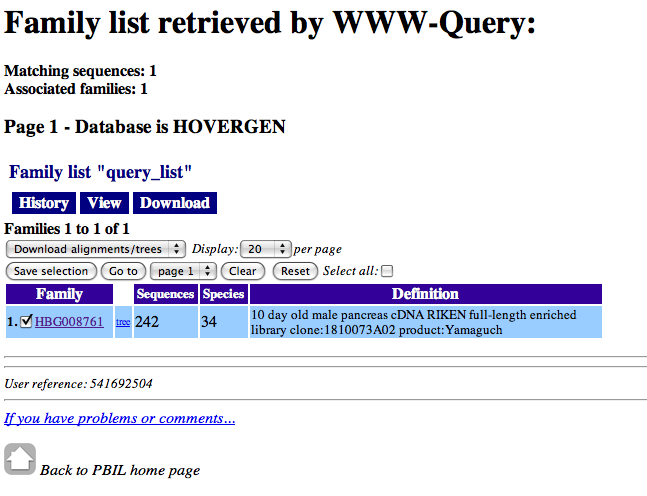 Family list retrieved by WWW-Query:
Matching sequences: 1
Associated families: 1
Page 1 - Database is HOVERGEN
Family list "query_list"
History View Download
Families 1 to 1 of 1
Download alignments/trees Display: 20 per page
Save selection Go to page 1 Clear Reset Select all:
Family Sequences Species Definition
1. HBG008761 tree 242 34 10 day old male pancreas cDNA RIKEN full-length enriched
library clone:1810073A02 product:Yamaguch
User reference: 541692504
If you have problems or comments...
Back to PBIL home page